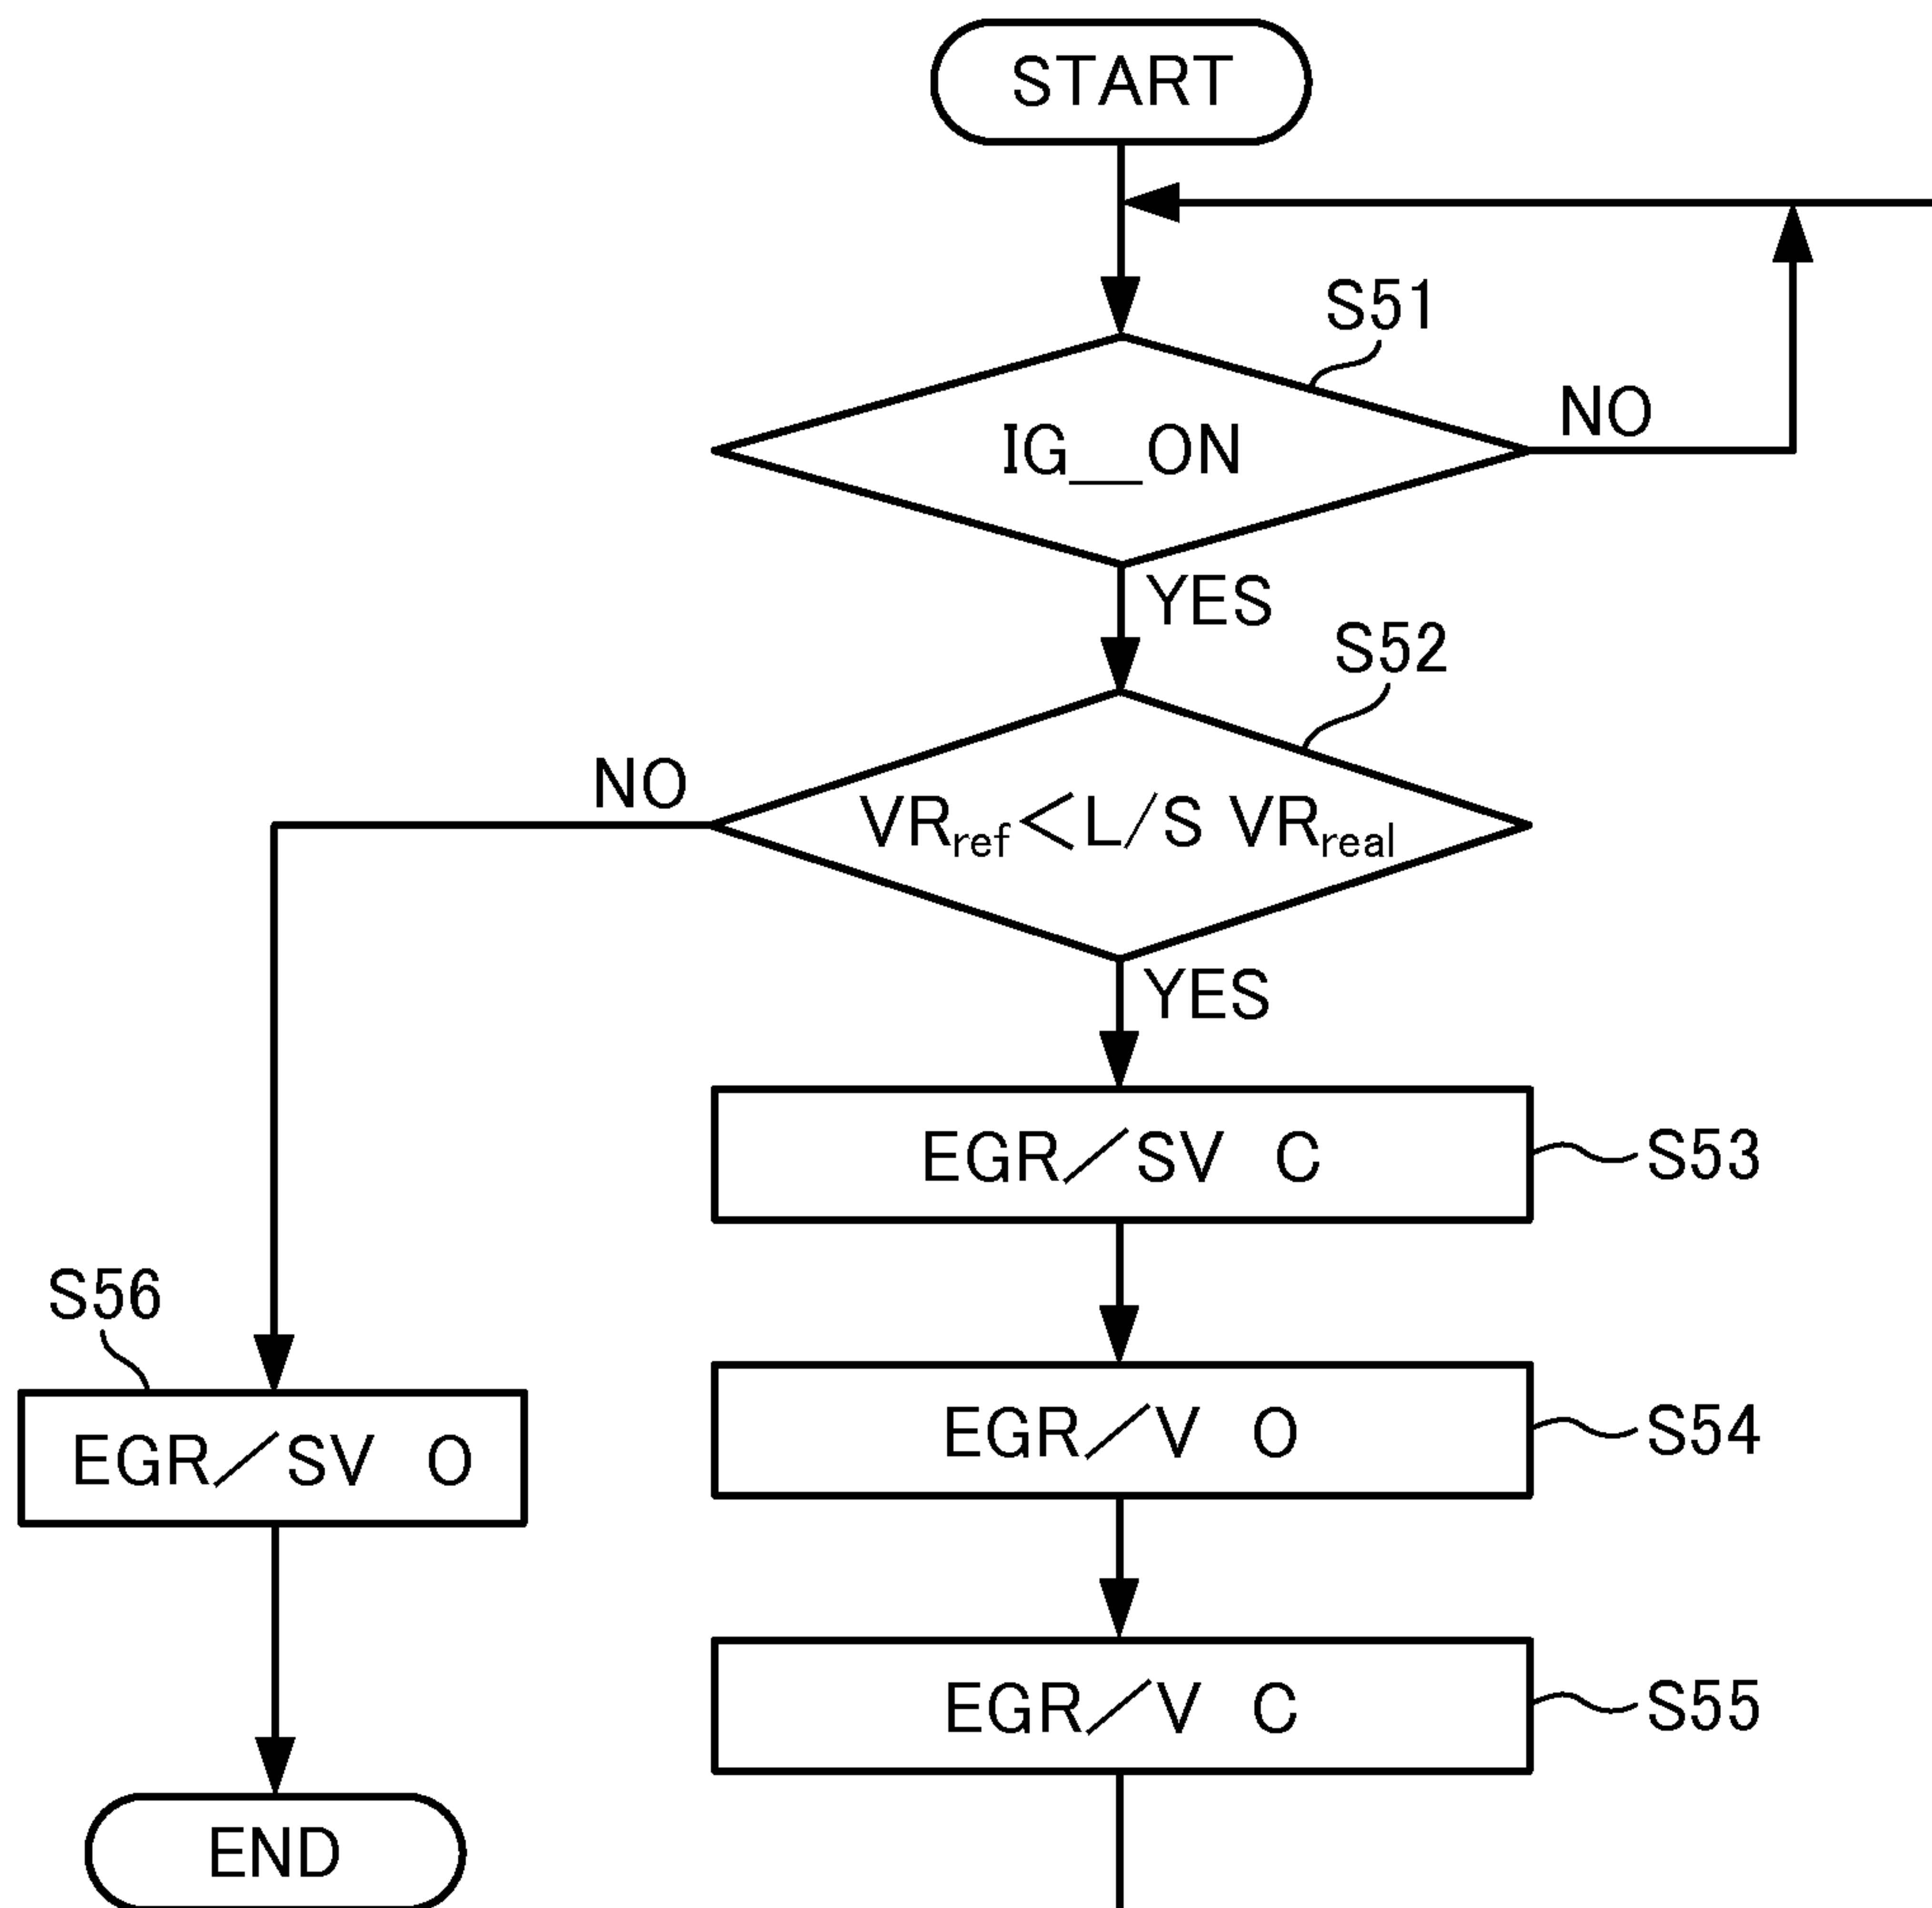 START
S51
IG__ON
NO
YES
S52
NO
VRref<L/S VRreal
YES
EGR/SV C
S53
S56
EGR/V O
S54
EGR/SV O
EGR/V C
S55
END